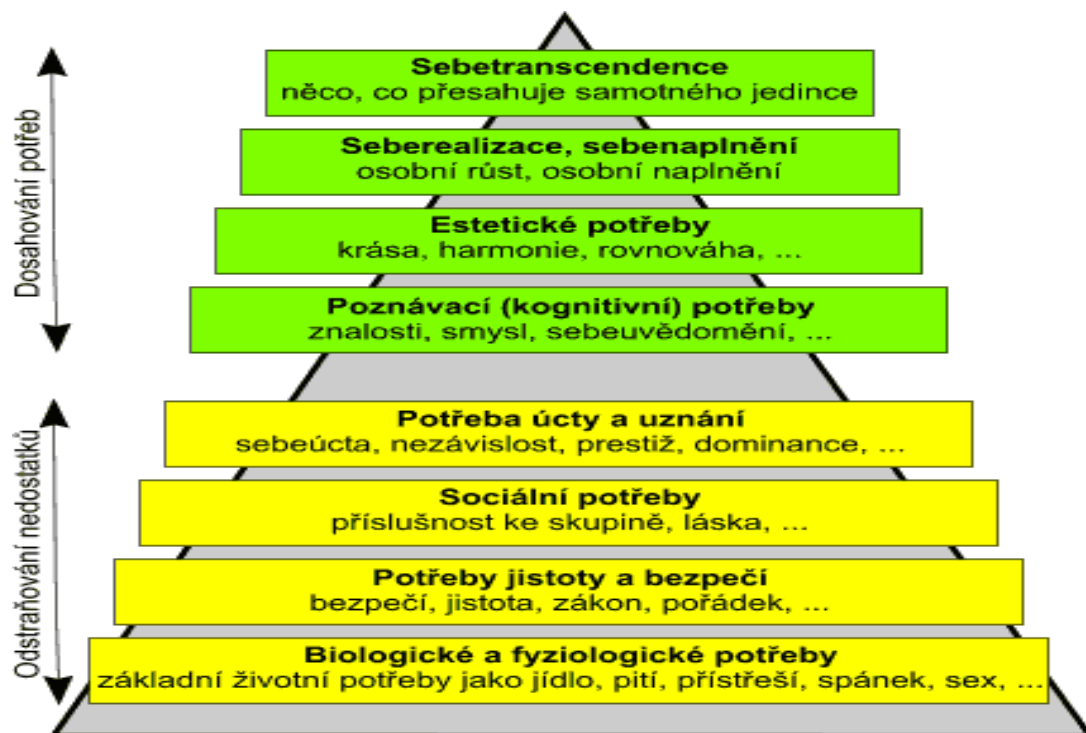 Sebetranscendence
něco, co přesahuje samotného jedince
Seberealizace, sebenaplnění
osobní růst, osobní naplnění
Estetické potřeby
krása, harmonie, rovnováha, ...
Poznávací (kognitivní) potřeby
znalosti, smysl, sebeuvědomění, ...
Dosahování potřeb
Potřeba úcty a uznání
sebeúcta, nezávislost, prestiž, dominance, ...
Sociální potřeby
příslušnost ke skupině, láska, ...
Potřeby jistoty a bezpečí
bezpečí, jistota, zákon, pořádek, ...
Biologické a fyziologické potřeby
základní životní potřeby jako jídlo, pití, přístřeší, spánek, sex, ...
Odstraňování nedostatků